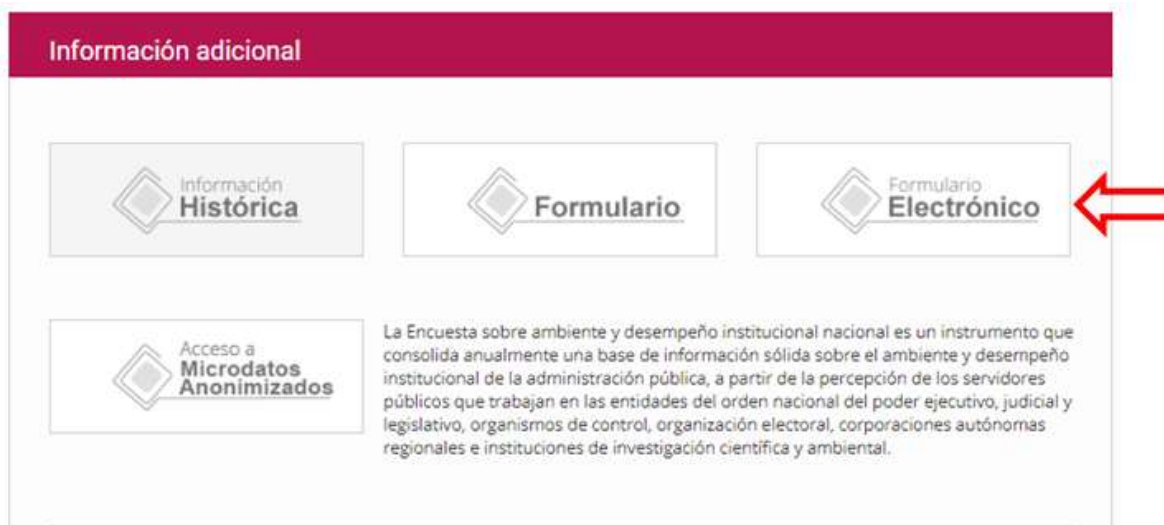 Información adicional
Información
Histórica
Formulario
Formulario
Electrónico
Acceso a
Microdatos
Anonimizados
La Encuesta sobre ambiente y desempeño institucional nacional es un instrumento que
consolida anualmente una base de información sólida sobre el ambiente y desempeño
institucional de la administración pública, a partir de la percepción de los servidores
públicos que trabajan en las entidades del orden nacional del poder ejecutivo, judicial y
legislativo, organismos de control, organización electoral, corporaciones autónomas
regionales e instituciones de investigación científica y ambiental.